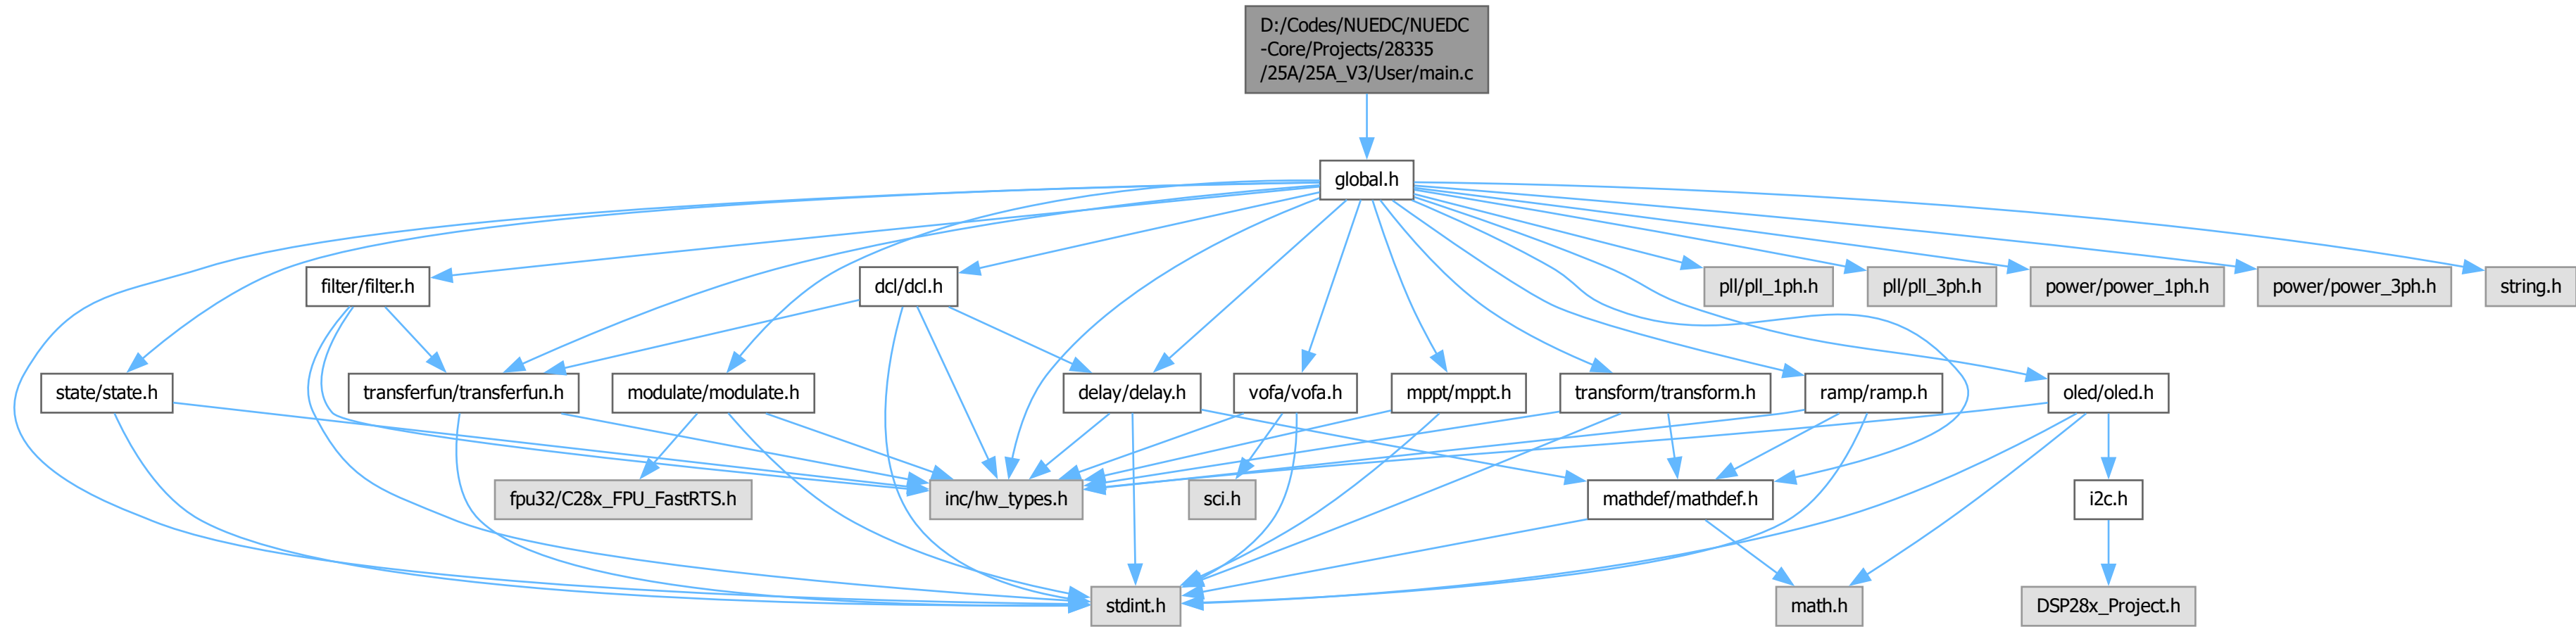 D:/Codes/NUEDC/NUEDC
-Core/Projects/28335
/25A/25A_V3/User/main.c
global.h
filter/filter.h
dcl/dcl.h
pll/pll_1ph.h
pll/pll_3ph.h
power/power_1ph.h
power/power_3ph.h
string.h
state/state.h
transferfun/transferfun.h
modulate/modulate.h
delay/delay.h
vofa/vofa.h
mppt/mppt.h
transform/transform.h
ramp/ramp.h
oled/oled.h
fpu32/C28x_FPU_FastRTS.h
inc/hw_types.h
sci.h
mathdef/mathdef.h
i2c.h
stdint.h
math.h
DSP28x_Project.h